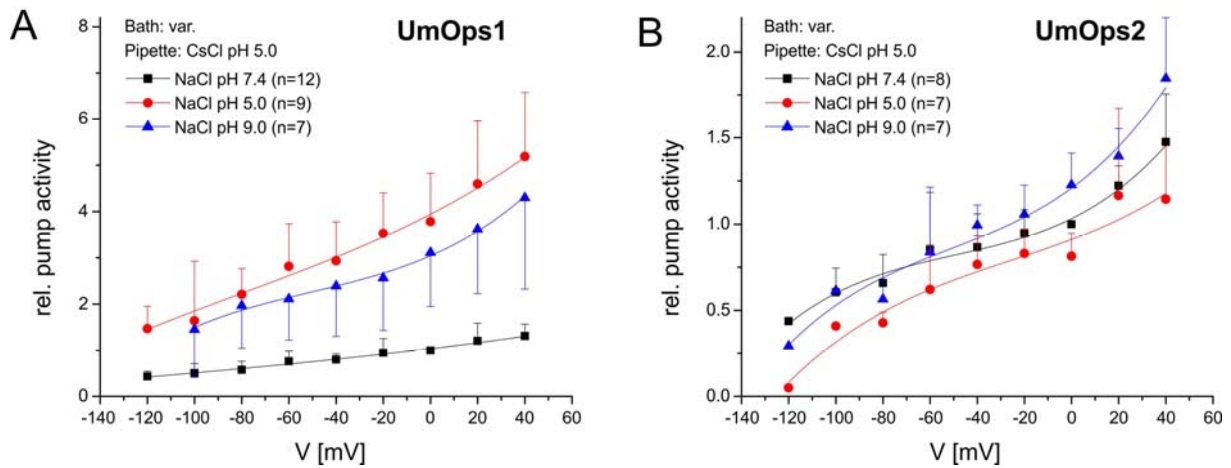 A
UmOps1
Bath: var.
Pipette: CsCl pH 5.0
NaCl pH 7.4 (n=12)
NaCl pH 5.0 (n=9)
NaCl pH 9.0 (n=7)
rel. pump activity
8
6
4
2
0
-140 -120 -100 -80 -60 -40 -20 0 20 40 60
V [mV]
B
UmOps2
Bath: var.
Pipette: CsCl pH 5.0
NaCl pH 7.4 (n=8)
NaCl pH 5.0 (n=7)
NaCl pH 9.0 (n=7)
rel. pump activity
2.0
1.5
1.0
0.5
0.0
-140 -120 -100 -80 -60 -40 -20 0 20 40 60
V [mV]